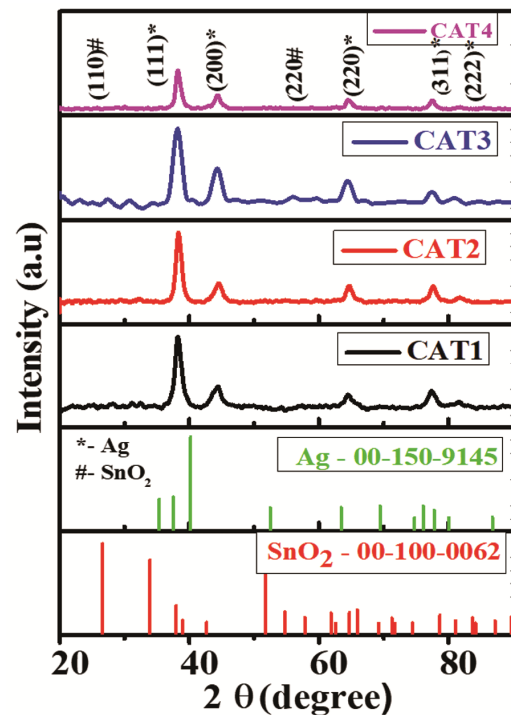 CAT4
(110)#
(111)*
(200)*
(220#
(220)*
(311)*
(222)*
CAT3
CAT2
CAT1
*- Ag
#- SnO₂
Ag - 00-150-9145
SnO₂ - 00-100-0062
20 40 60 80
2 θ (degree)
Intensity (a.u)